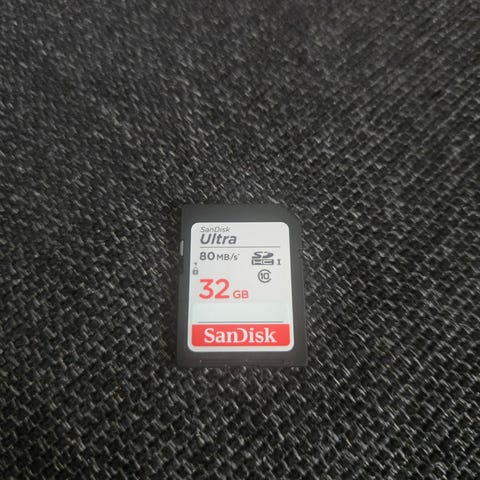 SanDisk
Ultra
80 MB/s* SD HC I
10
32 GB
SanDisk